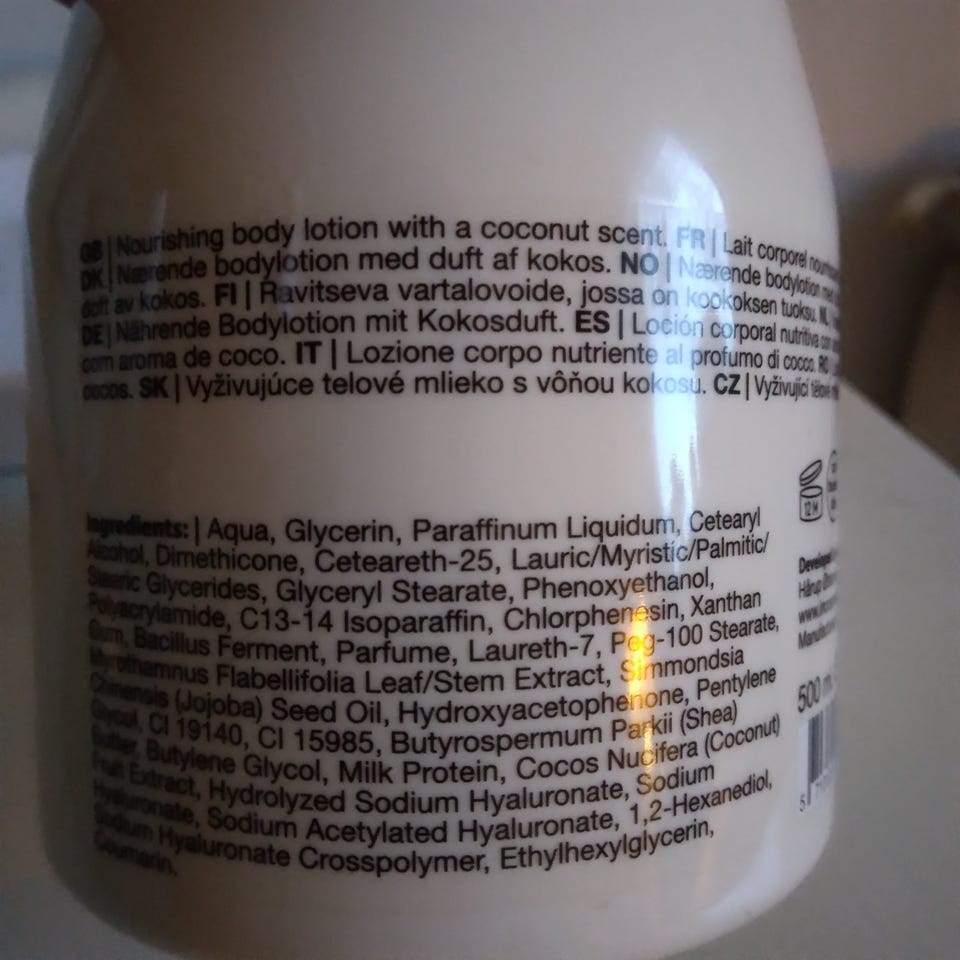 GB | Nourishing body lotion with a coconut scent. FR | Lait corporel
DK | Nærende bodylotion med duft af kokos. NO | Nærende bodylotion
duft av kokos. FI | Ravitseva vartalovoide, jossa on kookoksen tuoksu.
DE | Nährende Bodylotion mit Kokosduft. ES | Loción corporal nutritiva con
com aroma de coco. IT | Lozione corpo nutriente al profumo di cocco. RO
cocos. SK | Vyživujúce telové mlieko s vôňou kokosu. CZ | Vyživující
Ingredients: | Aqua, Glycerin, Paraffinum Liquidum, Cetearyl
Alcohol, Dimethicone, Ceteareth-25, Lauric/Myristic/Palmitic/
Stearic Glycerides, Glyceryl Stearate, Phenoxyethanol,
Polyacrylamide, C13-14 Isoparaffin, Chlorphenesin, Xanthan
Gum, Bacillus Ferment, Parfume, Laureth-7, Peg-100 Stearate,
Myrothamnus Flabellifolia Leaf/Stem Extract, Simmondsia
Chinensis (Jojoba) Seed Oil, Hydroxyacetophenone, Pentylene
Glycol, CI 19140, CI 15985, Butyrospermum Parkii (Shea)
Butter, Butylene Glycol, Milk Protein, Cocos Nucifera (Coconut)
Fruit Extract, Hydrolyzed Sodium Hyaluronate, Sodium
Hyaluronate, Sodium Acetylated Hyaluronate, 1,2-Hexanediol,
Sodium Hyaluronate Crosspolymer, Ethylhexylglycerin,
Coumarin.
12 M
Hårup
500
5